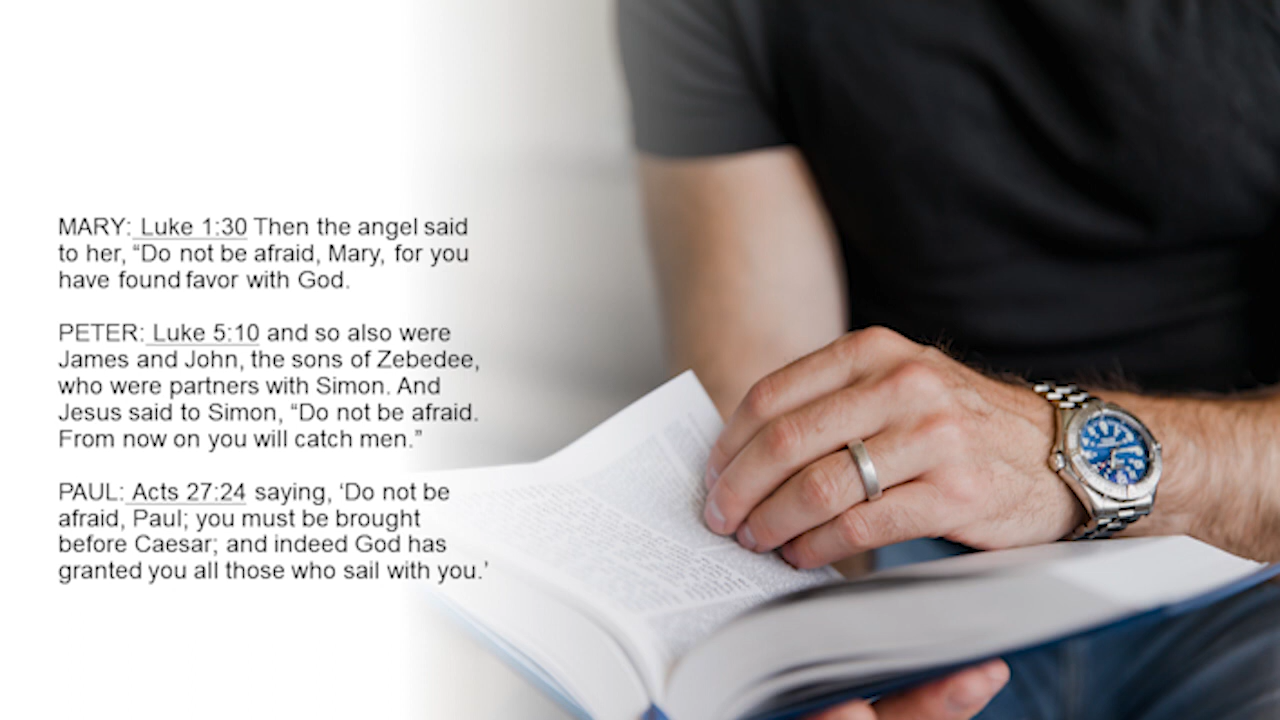 MARY: Luke 1:30 Then the angel said
to her, “Do not be afraid, Mary, for you
have found favor with God.
PETER: Luke 5:10 and so also were
James and John, the sons of Zebedee,
who were partners with Simon. And
Jesus said to Simon, “Do not be afraid.
From now on you will catch men.”
PAUL: Acts 27:24 saying, ‘Do not be
afraid, Paul; you must be brought
before Caesar; and indeed God has
granted you all those who sail with you.’